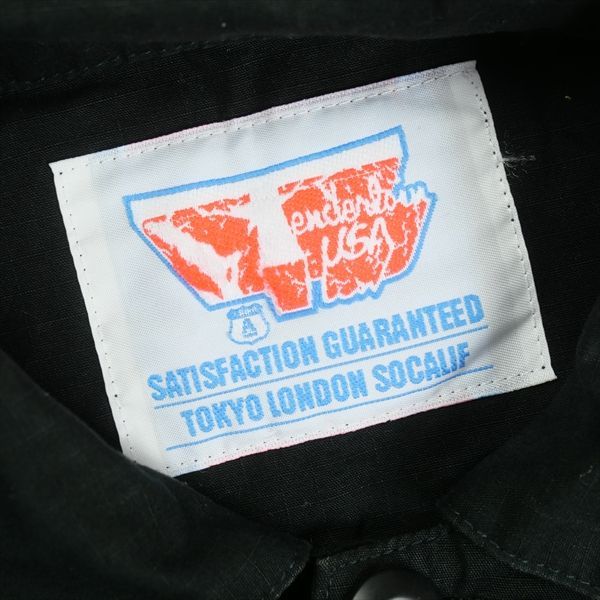 Tenderloin
USA
SATISFACTION GUARANTEED
TOKYO LONDON SOCALIF